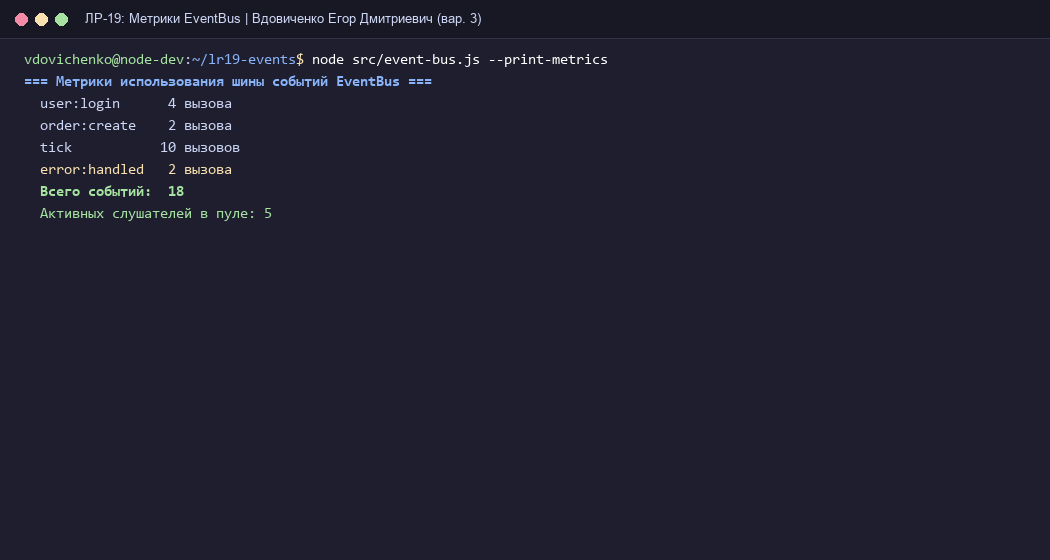 ЛР-19: Метрики EventBus | Вдовиченко Егор Дмитриевич (вар. 3)
vdovichenko@node-dev:~/lr19-events$ node src/event-bus.js --print-metrics
=== Метрики использования шины событий EventBus ===
user:login      4 вызова
order:create    2 вызова
tick           10 вызовов
error:handled   2 вызова
Всего событий:  18
Активных слушателей в пуле: 5